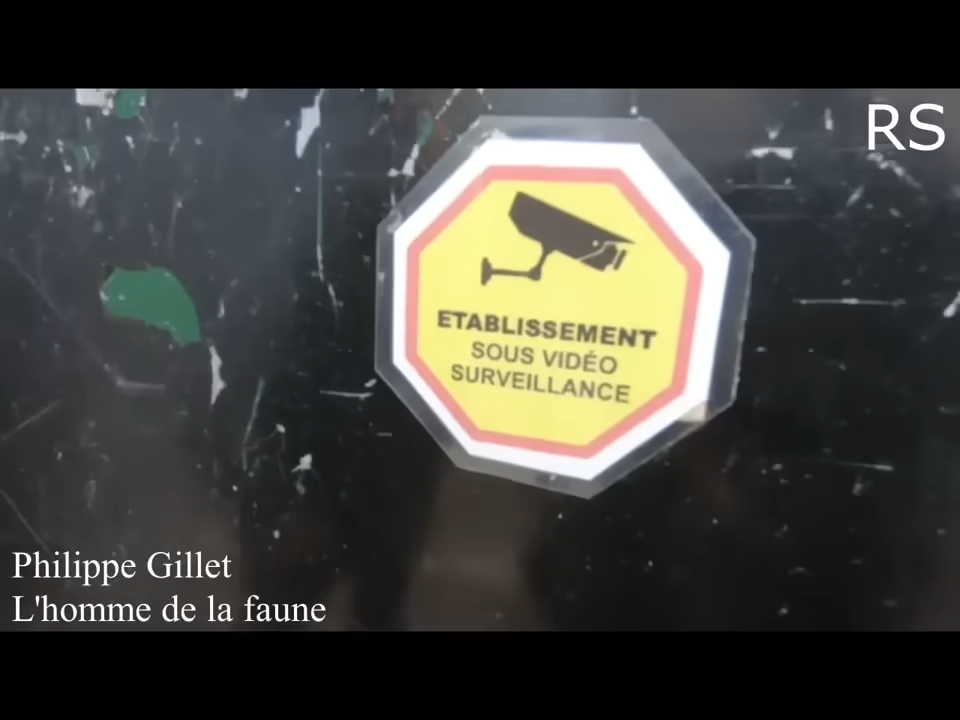 RS
ETABLISSEMENT
SOUS VIDÉO
SURVEILLANCE
Philippe Gillet
L'homme de la faune